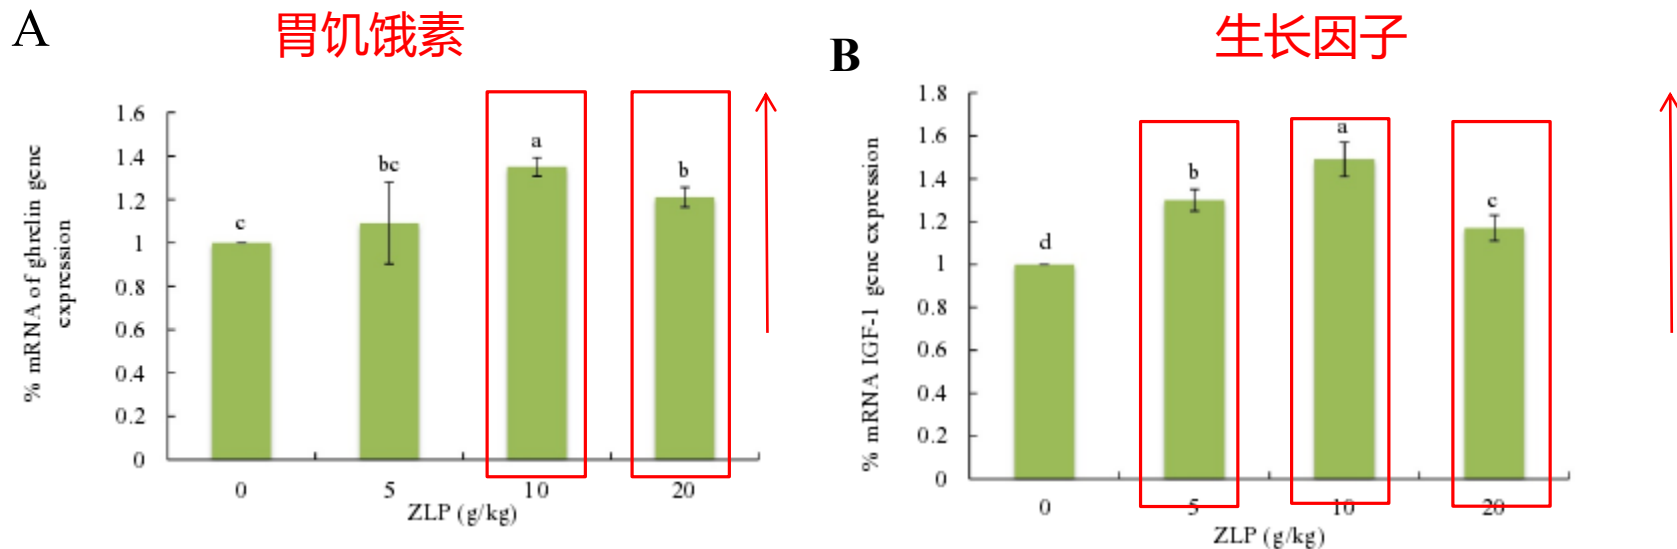 A
胃饥饿素
% mRNA of ghrelin gene
expression
1.6
1.4
1.2
1
0.8
0.6
0.4
0.2
0
c
bc
a
b
0 5 10 20
ZLP (g/kg)
B
生长因子
% mRNA IGF-1 gene expression
1.8
1.6
1.4
1.2
1
0.8
0.6
0.4
0.2
0
d
b
a
c
0 5 10 20
ZLP (g/kg)